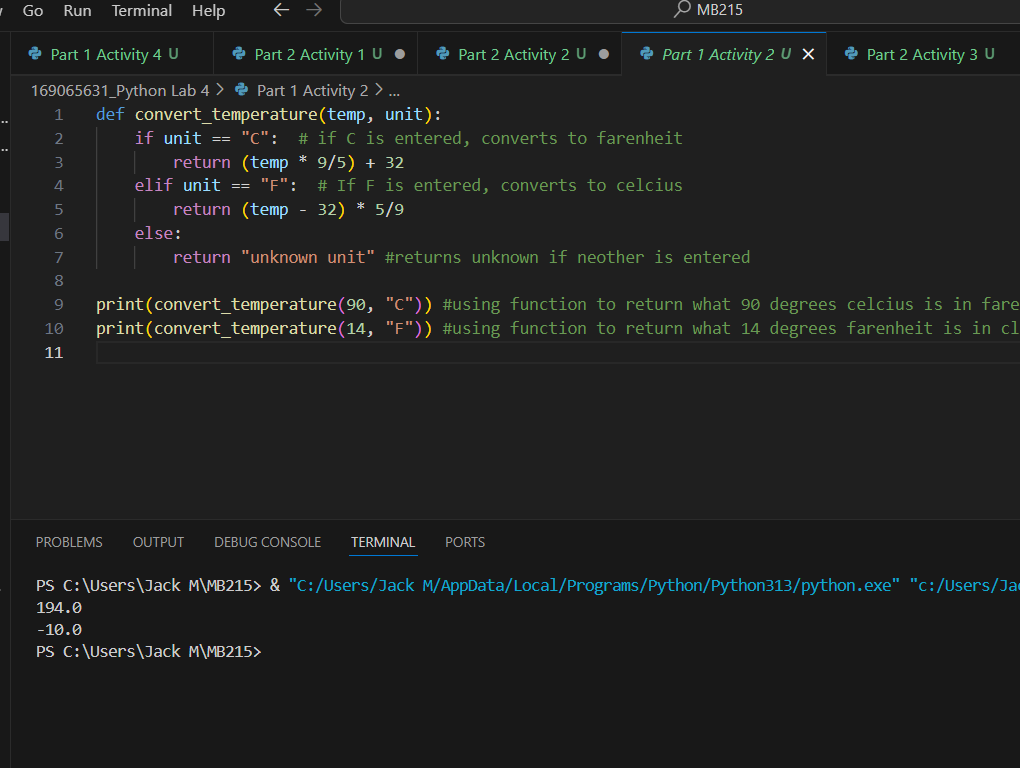 Go Run Terminal Help ← → MB215
Part 1 Activity 4 U Part 2 Activity 1 U Part 2 Activity 2 U Part 1 Activity 2 U Part 2 Activity 3 U
169065631_Python Lab 4 > Part 1 Activity 2 > ...
1 def convert_temperature(temp, unit):
2 if unit == "C": # if C is entered, converts to farenheit
3 return (temp * 9/5) + 32
4 elif unit == "F": # If F is entered, converts to celcius
5 return (temp - 32) * 5/9
6 else:
7 return "unknown unit" #returns unknown if neother is entered
8
9 print(convert_temperature(90, "C")) #using function to return what 90 degrees celcius is in fare
10 print(convert_temperature(14, "F")) #using function to return what 14 degrees farenheit is in cl
11
PROBLEMS OUTPUT DEBUG CONSOLE TERMINAL PORTS
PS C:\Users\Jack M\MB215> & "C:/Users/Jack M/AppData/Local/Programs/Python/Python313/python.exe" "c:/Users/Ja
194.0
-10.0
PS C:\Users\Jack M\MB215>